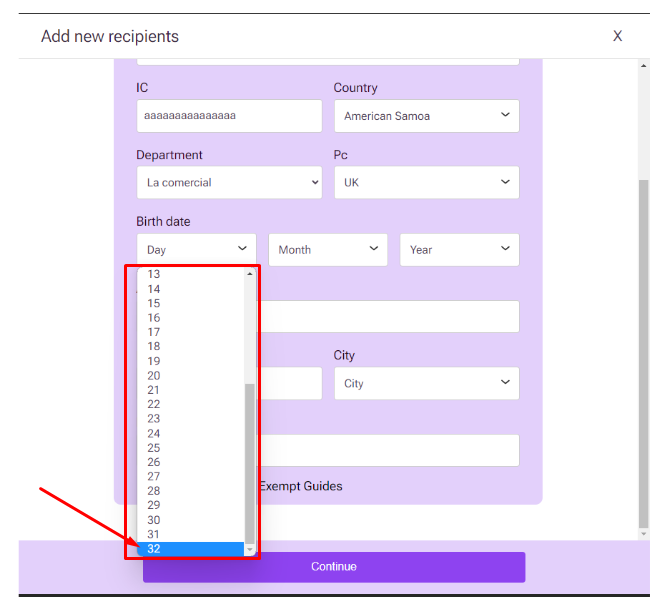 Add new recipients X
IC Country
aaaaaaaaaaaaaaa American Samoa
Department Pc
La comercial UK
Birth date
Day Month Year
13
14
15
16
17
18
19
City
20
21
City
22
23
24
25
26
27
Exempt Guides
28
29
30
31
32
Continue